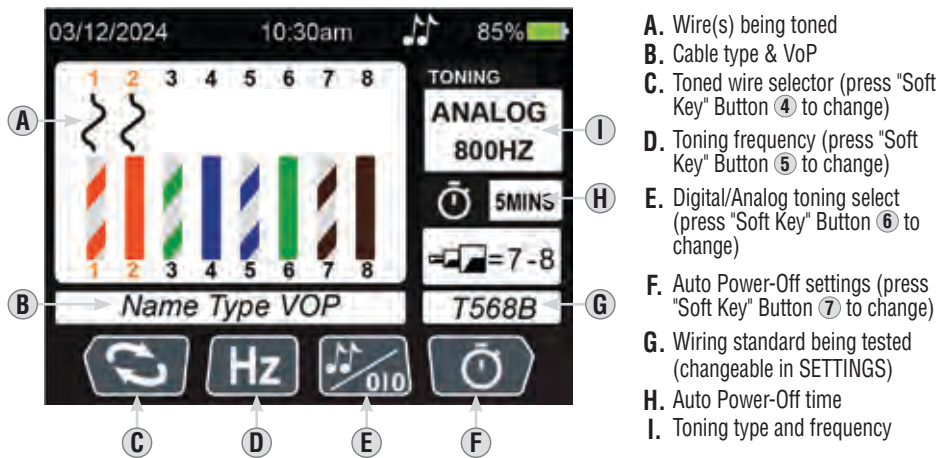 03/12/2024 10:30am 85%
1 2 3 4 5 6 7 8
TONING
ANALOG
800HZ
5MINS
=7-8
1 2 3 4 5 6 7 8
Name Type VOP
T568B
Hz
010
A
B
C
D
E
F
G
H
I
A. Wire(s) being toned
B. Cable type & VoP
C. Toned wire selector (press "Soft
Key" Button 4 to change)
D. Toning frequency (press "Soft
Key" Button 5 to change)
E. Digital/Analog toning select
(press "Soft Key" Button 6 to
change)
F. Auto Power-Off settings (press
"Soft Key" Button 7 to change)
G. Wiring standard being tested
(changeable in SETTINGS)
H. Auto Power-Off time
I. Toning type and frequency